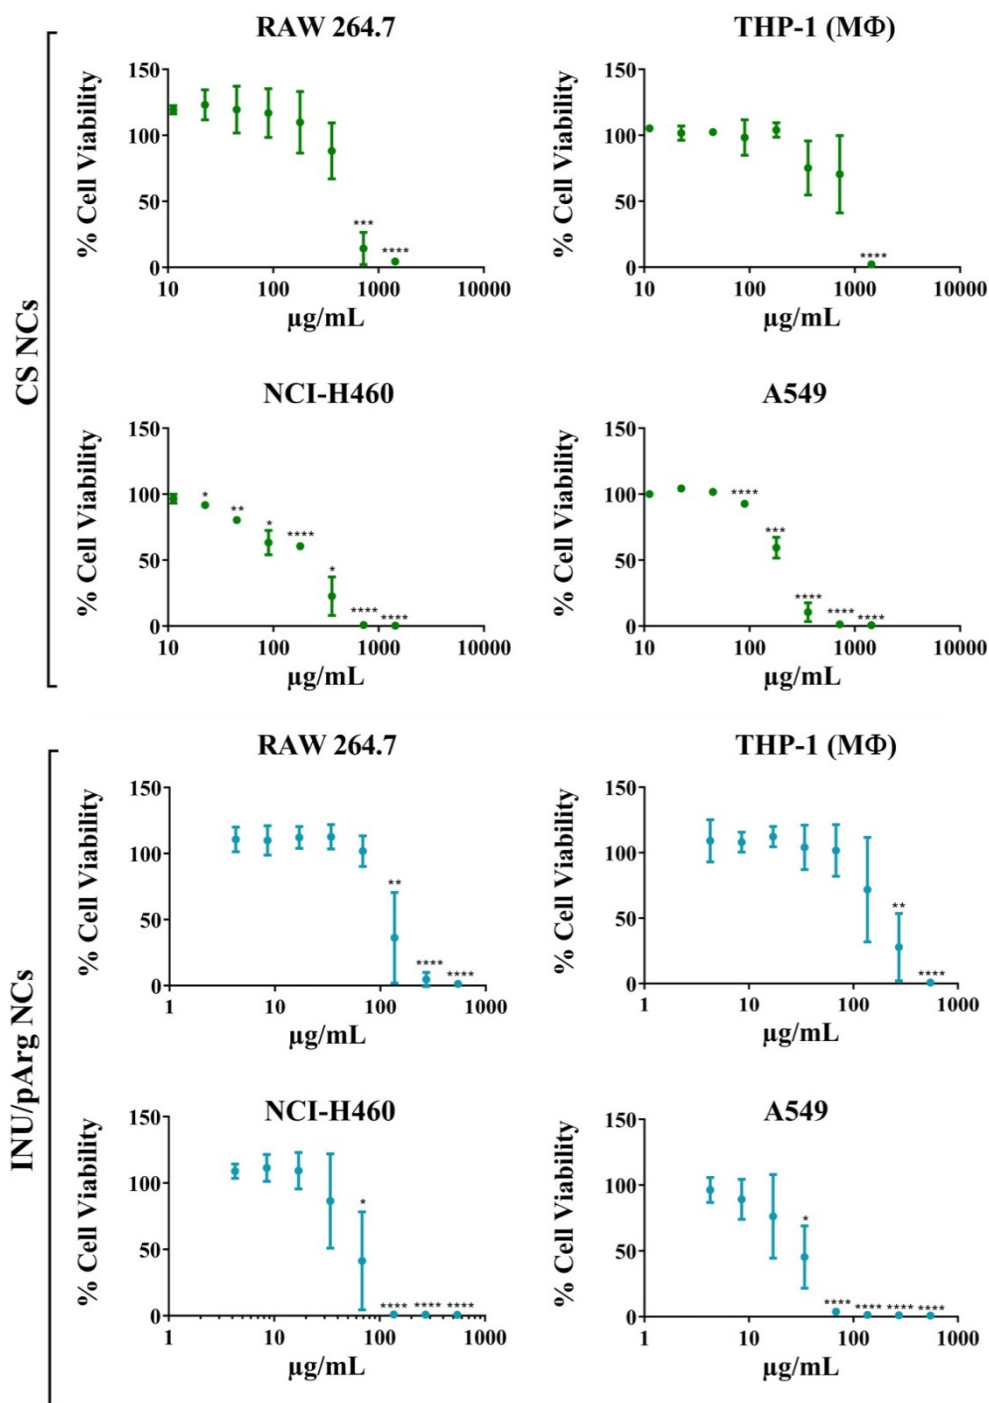 CS NCs
RAW 264.7
% Cell Viability
150
100
50
0
***
****
10 100 1000 10000
µg/mL
THP-1 (MΦ)
% Cell Viability
150
100
50
0
****
10 100 1000 10000
µg/mL
NCI-H460
% Cell Viability
150
100
50
0
*
**
*
****
*
****
****
10 100 1000 10000
µg/mL
A549
% Cell Viability
150
100
50
0
****
***
****
****
****
10 100 1000 10000
µg/mL
INU/pArg NCs
RAW 264.7
% Cell Viability
150
100
50
0
**
****
****
1 10 100 1000
µg/mL
THP-1 (MΦ)
% Cell Viability
150
100
50
0
**
****
1 10 100 1000
µg/mL
NCI-H460
% Cell Viability
150
100
50
0
*
**** **** ****
1 10 100 1000
µg/mL
A549
% Cell Viability
150
100
50
0
*
****
**** **** ****
1 10 100 1000
µg/mL